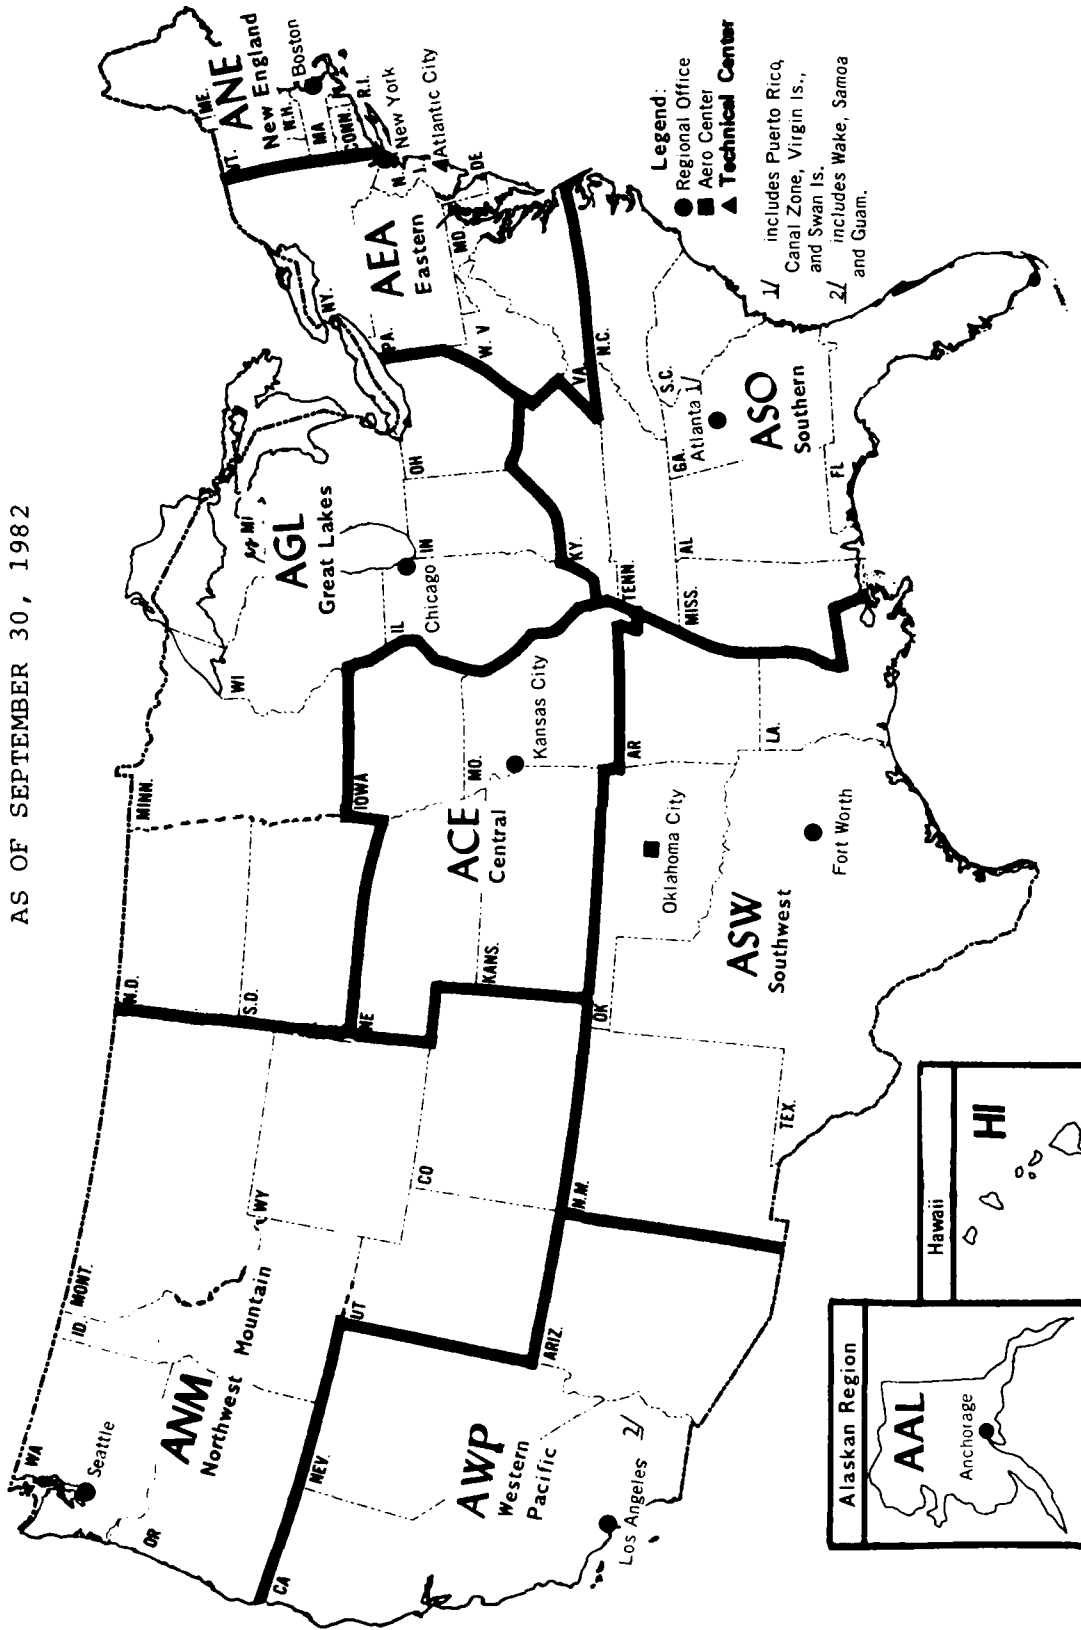 AS OF SEPTEMBER 30, 1982
WA
Seattle
OR
ID.
MONT.
ANM
Northwest Mountain
WY
CA
NEV.
UT
CO
AWP
Western
Pacific
Los Angeles 2/
ARIZ.
N.M.
N.D.
S.D.
NE
MINN.
IOWA
WI
ACE
Central
KANS.
MO.
Kansas City
OK
Oklahoma City
AR
ASW
Southwest
Fort Worth
TEX.
LA.
MI
AGL
Great Lakes
IL
Chicago
IN
OH
KY.
TENN.
MISS.
AL
GA.
Atlanta 1/
S.C.
N.C.
ASO
Southern
FL
VA.
W. V
PA.
NY.
AEA
Eastern
MD.
DE
N. J.
New York
Atlantic City
ME.
VT.
ANE
New England
N.H.
Boston
MA
CONN.
R.I.
Legend:
Regional Office
Aero Center
Technical Center
1/ includes Puerto Rico,
Canal Zone, Virgin Is.,
and Swan Is.
2/ includes Wake, Samoa
and Guam.
Alaskan Region
AAL
Anchorage
Hawaii
HI